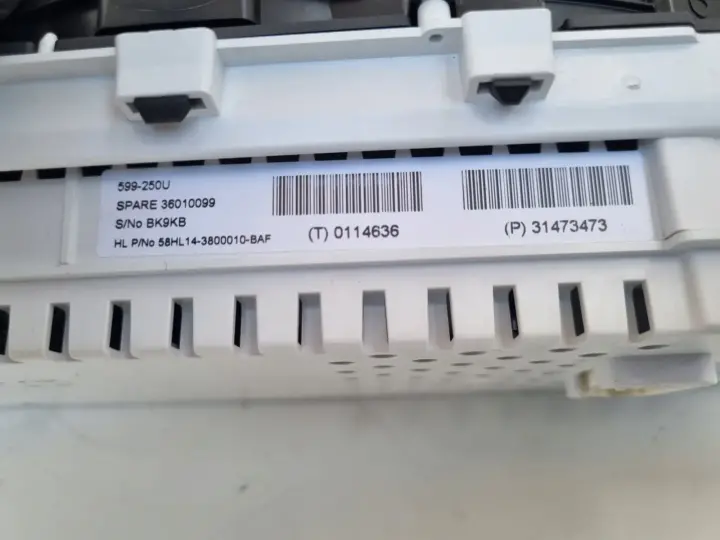 599-250U
SPARE 36010099
S/No BK9KB
HL P/No 58HL14-3800010-BAF
(T) 0114636
(P) 31473473